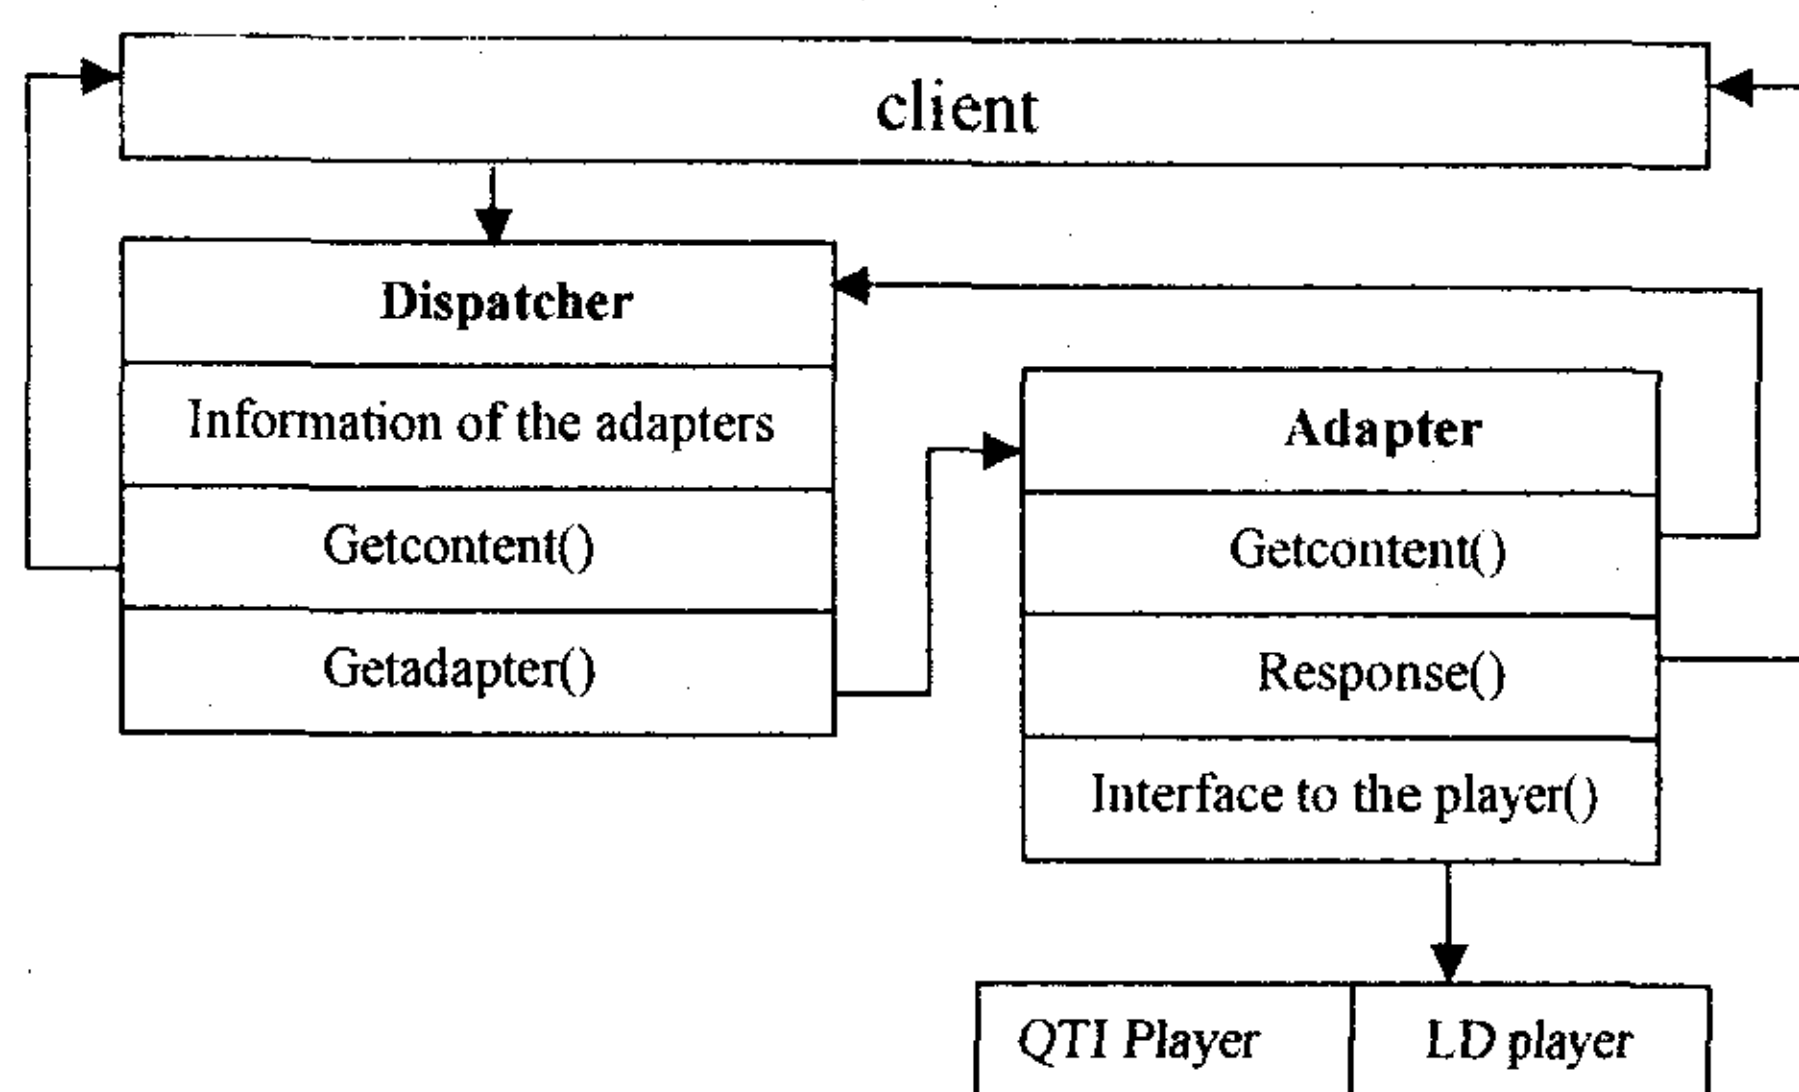 client
Dispatcher
Information of the adapters
Getcontent()
Getadapter()
Adapter
Getcontent()
Response()
Interface to the player()
QTI Player
LD player